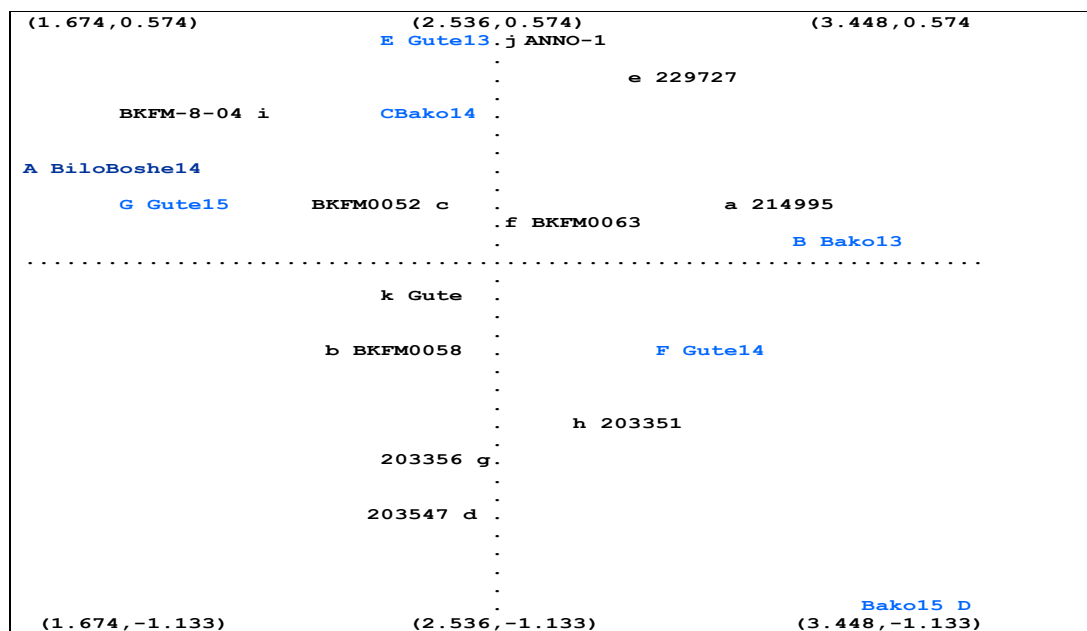 (1.674,0.574) (2.536,0.574) (3.448,0.574
E Gute13 j ANNO-1
e 229727
BKFM-8-04 i CBako14
A BiloBoshe14
G Gute15 BKFM0052 c a 214995
f BKFM0063
B Bako13
k Gute
b BKFM0058 F Gute14
h 203351
203356 g
203547 d
Bako15 D
(1.674,-1.133) (2.536,-1.133) (3.448,-1.133)